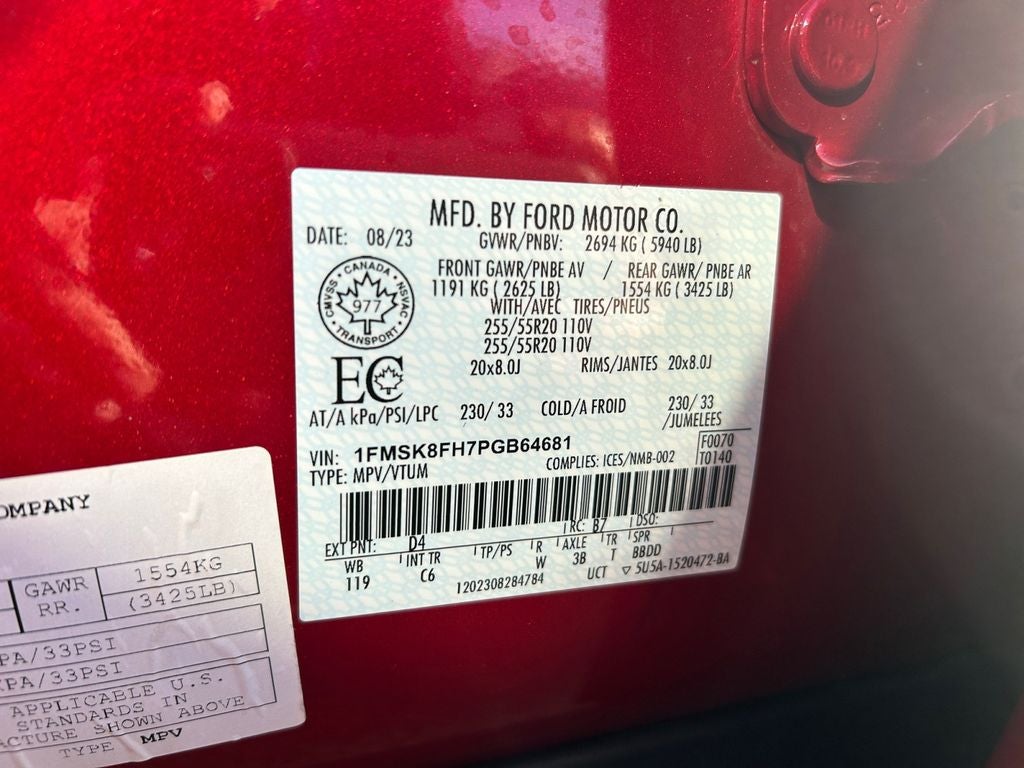 MFD. BY FORD MOTOR CO.
DATE: 08/23 GVWR/PNBV: 2694 KG ( 5940 LB)
FRONT GAWR/PNBE AV / REAR GAWR/ PNBE AR
1191 KG ( 2625 LB) 1554 KG ( 3425 LB)
WITH/AVEC TIRES/PNEUS
255/55R20 110V
255/55R20 110V
20x8.0J RIMS/JANTES 20x8.0J
CANADA
CMVSS NSVAC
977
TRANSPORT
EC
AT/A kPa/PSI/LPC 230/ 33 COLD/A FROID 230/ 33
/JUMELEES
VIN: 1FMSK8FH7PGB64681 F0070
TYPE: MPV/VTUM COMPLIES: ICES/NMB-002 T0140
EXT PNT: D4 RC: B7 DSO:
WB INT TR TP/PS R AXLE TR SPR
119 C6 W 3B T BBDD
1202308284784 UCT ▽ 5U5A-1520472-BA
OMPANY
GAWR 1554KG
RR. (3425LB)
PA/33PSI
KPA/33PSI
APPLICABLE U.S.
STANDARDS IN
ACTURE SHOWN ABOVE
TYPE MPV